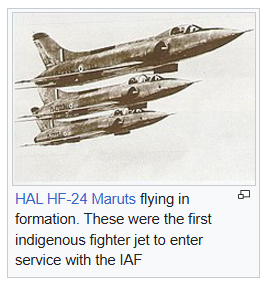 HAL HF-24 Maruts flying in
formation. These were the first
indigenous fighter jet to enter
service with the IAF